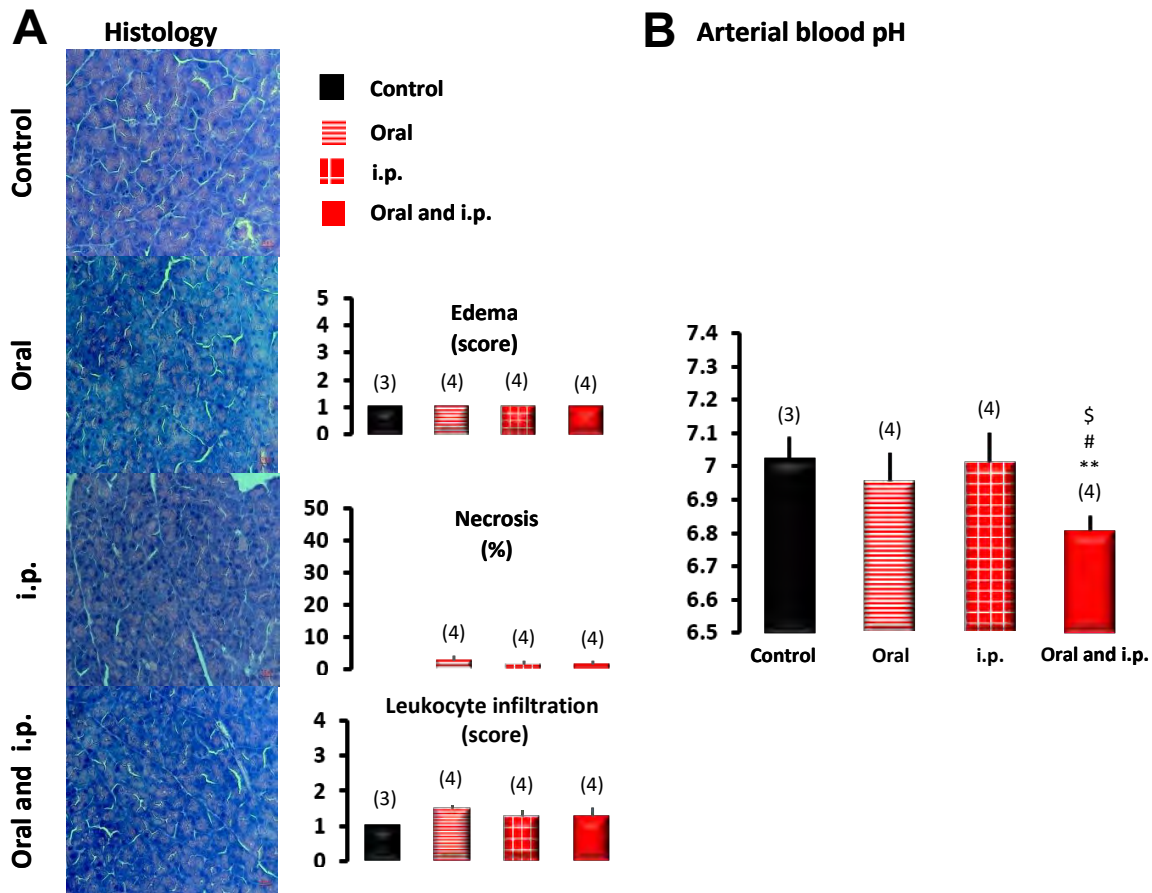 A
Histology
Control
Oral
i.p.
Oral and i.p.
Control
Oral
i.p.
Oral and i.p.
Edema
(score)
5
4
3
2
1
0
(3)
(4)
(4)
(4)
Necrosis
(%)
50
40
30
20
10
0
(4)
(4)
(4)
Leukocyte infiltration
(score)
4
3
2
1
0
(3)
(4)
(4)
(4)
B
Arterial blood pH
7.4
7.3
7.2
7.1
7
6.9
6.8
6.7
6.6
6.5
(3)
(4)
(4)
$
#
**
(4)
Control
Oral
i.p.
Oral and i.p.